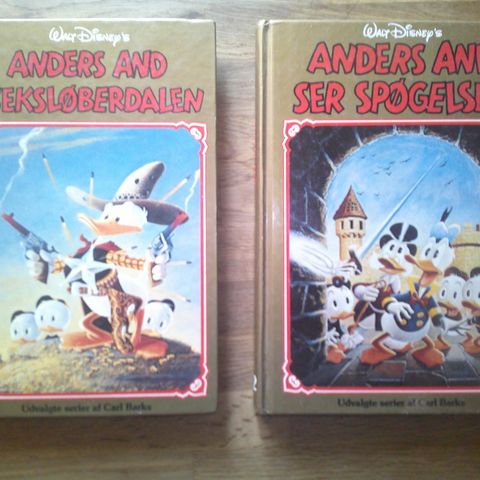 Walt Disney's
ANDERS AND
EKSLØBERDALEN
Udvalgte serier af Carl Barks
Walt Disney's
ANDERS AN
SER SPØGELS
Udvalgte serier af Carl Barks